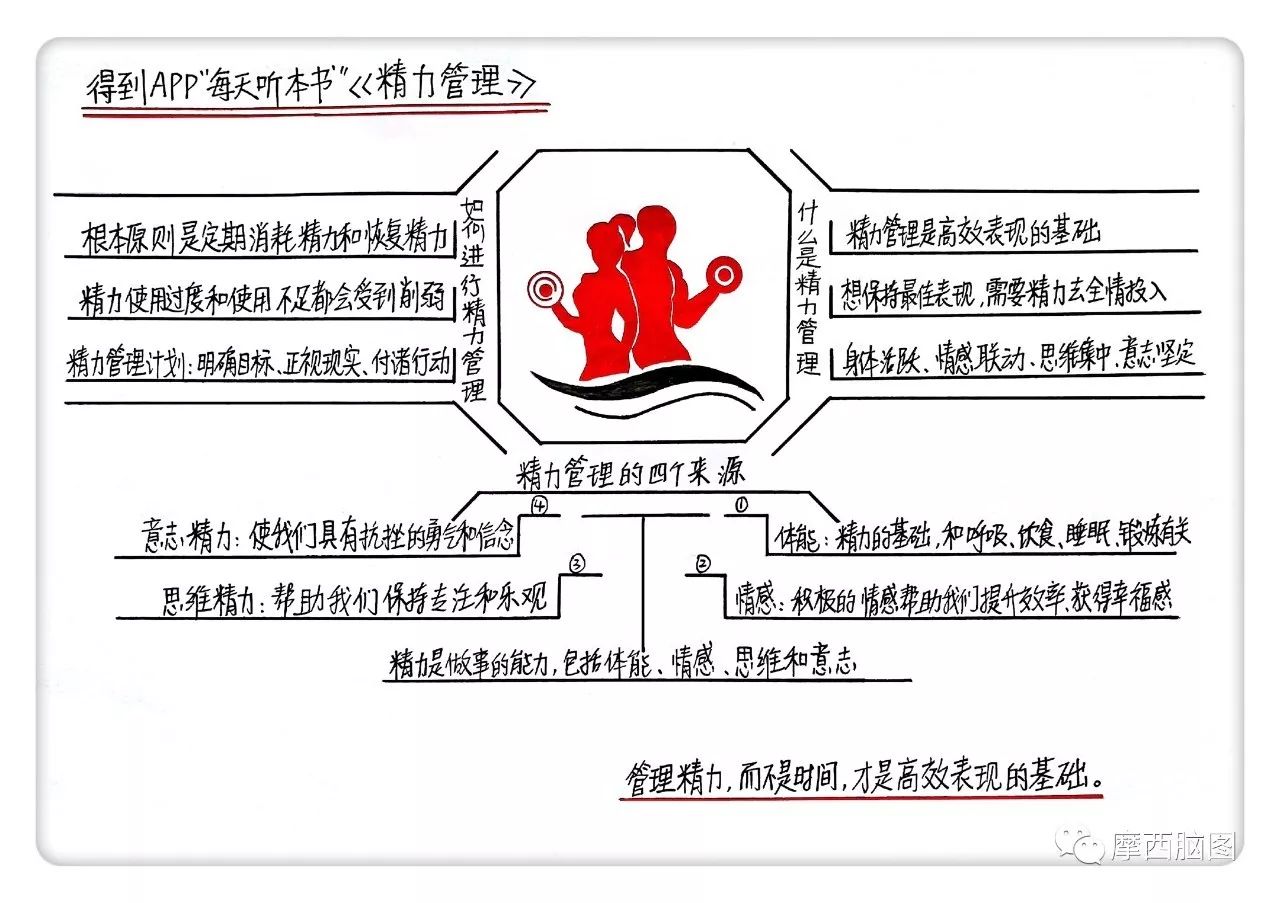 得到APP“每天听本书”《精力管理》
什么是精力管理
精力管理是高效表现的基础
想保持最佳表现,需要精力去全情投入
身体活跃、情感联动、思维集中、意志坚定
精力管理的四个来源
①
体能：精力的基础,和呼吸、饮食、睡眠、锻炼有关
②
情感：积极的情感帮助我们提升效率、获得幸福感
③
思维精力：帮助我们保持专注和乐观
④
意志精力：使我们具有抗挫的勇气和信念
精力是做事的能力,包括体能、情感、思维和意志
如何进行精力管理
根本原则是定期消耗精力和恢复精力
精力使用过度和使用不足都会受到削弱
精力管理计划：明确目标、正视现实、付诸行动
管理精力,而不是时间,才是高效表现的基础。
摩西脑图